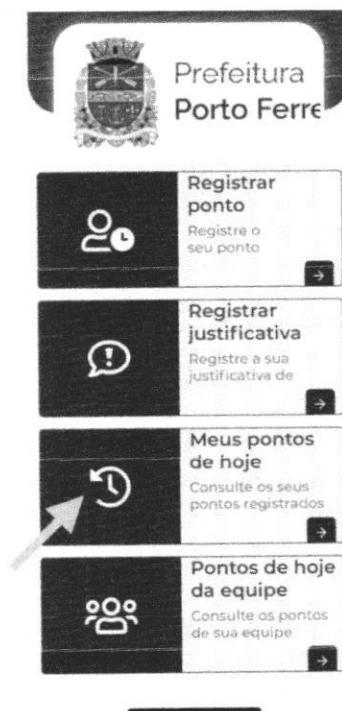 Prefeitura
Porto Ferre
Registrar
ponto
Registre o
seu ponto
Registrar
justificativa
Registre a sua
justificativa de
Meus pontos
de hoje
Consulte os seus
pontos registrados
Pontos de hoje
da equipe
Consulte os pontos
de sua equipe